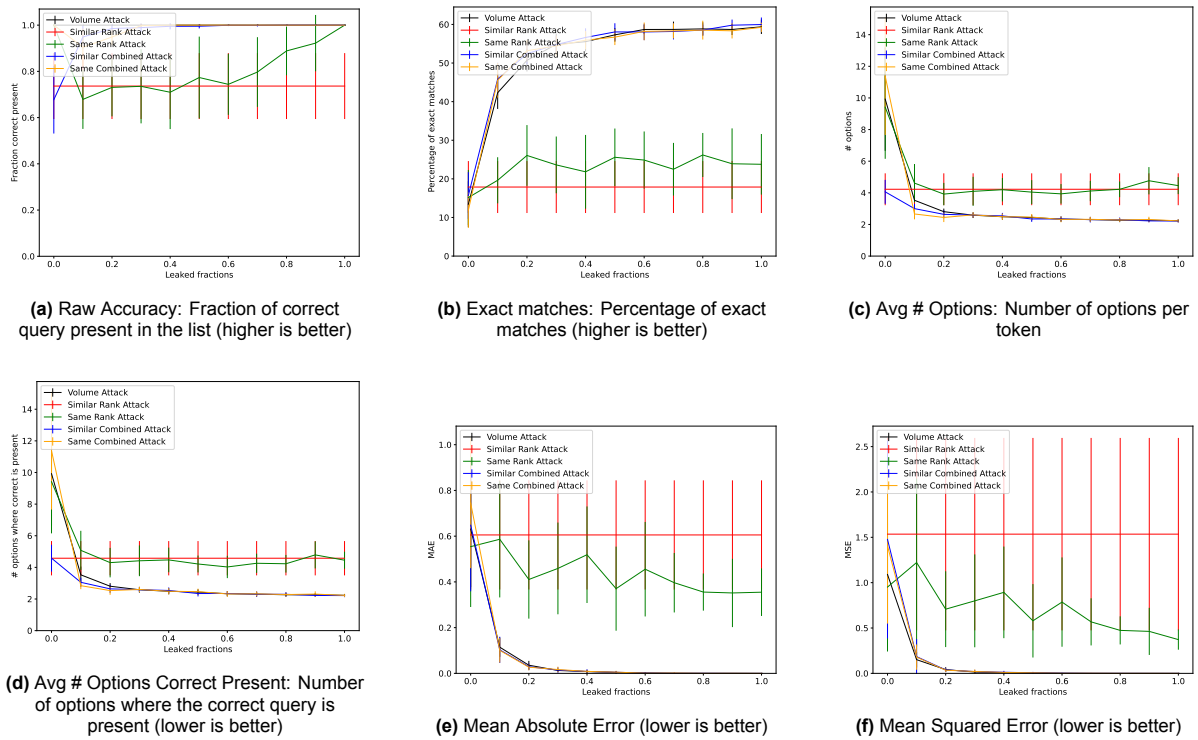 1.0
0.8
0.6
0.4
0.2
0.0
Fraction correct present
Volume Attack
Similar Rank Attack
Same Rank Attack
Similar Combined Attack
Same Combined Attack
0.0 0.2 0.4 0.6 0.8 1.0
Leaked fractions
(a) Raw Accuracy: Fraction of correct
query present in the list (higher is better)
60
50
40
30
20
10
0
Percentage of exact matches
Volume Attack
Similar Rank Attack
Same Rank Attack
Similar Combined Attack
Same Combined Attack
0.0 0.2 0.4 0.6 0.8 1.0
Leaked fractions
(b) Exact matches: Percentage of exact
matches (higher is better)
14
12
10
8
6
4
2
0
# options
Volume Attack
Similar Rank Attack
Same Rank Attack
Similar Combined Attack
Same Combined Attack
0.0 0.2 0.4 0.6 0.8 1.0
Leaked fractions
(c) Avg # Options: Number of options per
token
14
12
10
8
6
4
2
0
# options where correct is present
Volume Attack
Similar Rank Attack
Same Rank Attack
Similar Combined Attack
Same Combined Attack
0.0 0.2 0.4 0.6 0.8 1.0
Leaked fractions
(d) Avg # Options Correct Present: Number
of options where the correct query is
present (lower is better)
1.0
0.8
0.6
0.4
0.2
0.0
MAE
Volume Attack
Similar Rank Attack
Same Rank Attack
Similar Combined Attack
Same Combined Attack
0.0 0.2 0.4 0.6 0.8 1.0
Leaked fractions
(e) Mean Absolute Error (lower is better)
2.5
2.0
1.5
1.0
0.5
0.0
MSE
Volume Attack
Similar Rank Attack
Same Rank Attack
Similar Combined Attack
Same Combined Attack
0.0 0.2 0.4 0.6 0.8 1.0
Leaked fractions
(f) Mean Squared Error (lower is better)